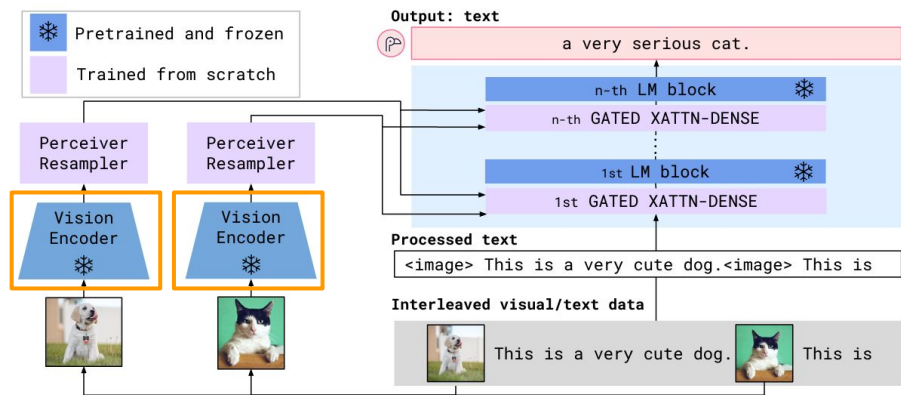 Pretrained and frozen
Trained from scratch
Perceiver
Resampler
Perceiver
Resampler
Vision
Encoder
Vision
Encoder
Output: text
a very serious cat.
n-th LM block
n-th GATED XATTN-DENSE
1st LM block
1st GATED XATTN-DENSE
Processed text
<image> This is a very cute dog.<image> This is
Interleaved visual/text data
This is a very cute dog.
This is